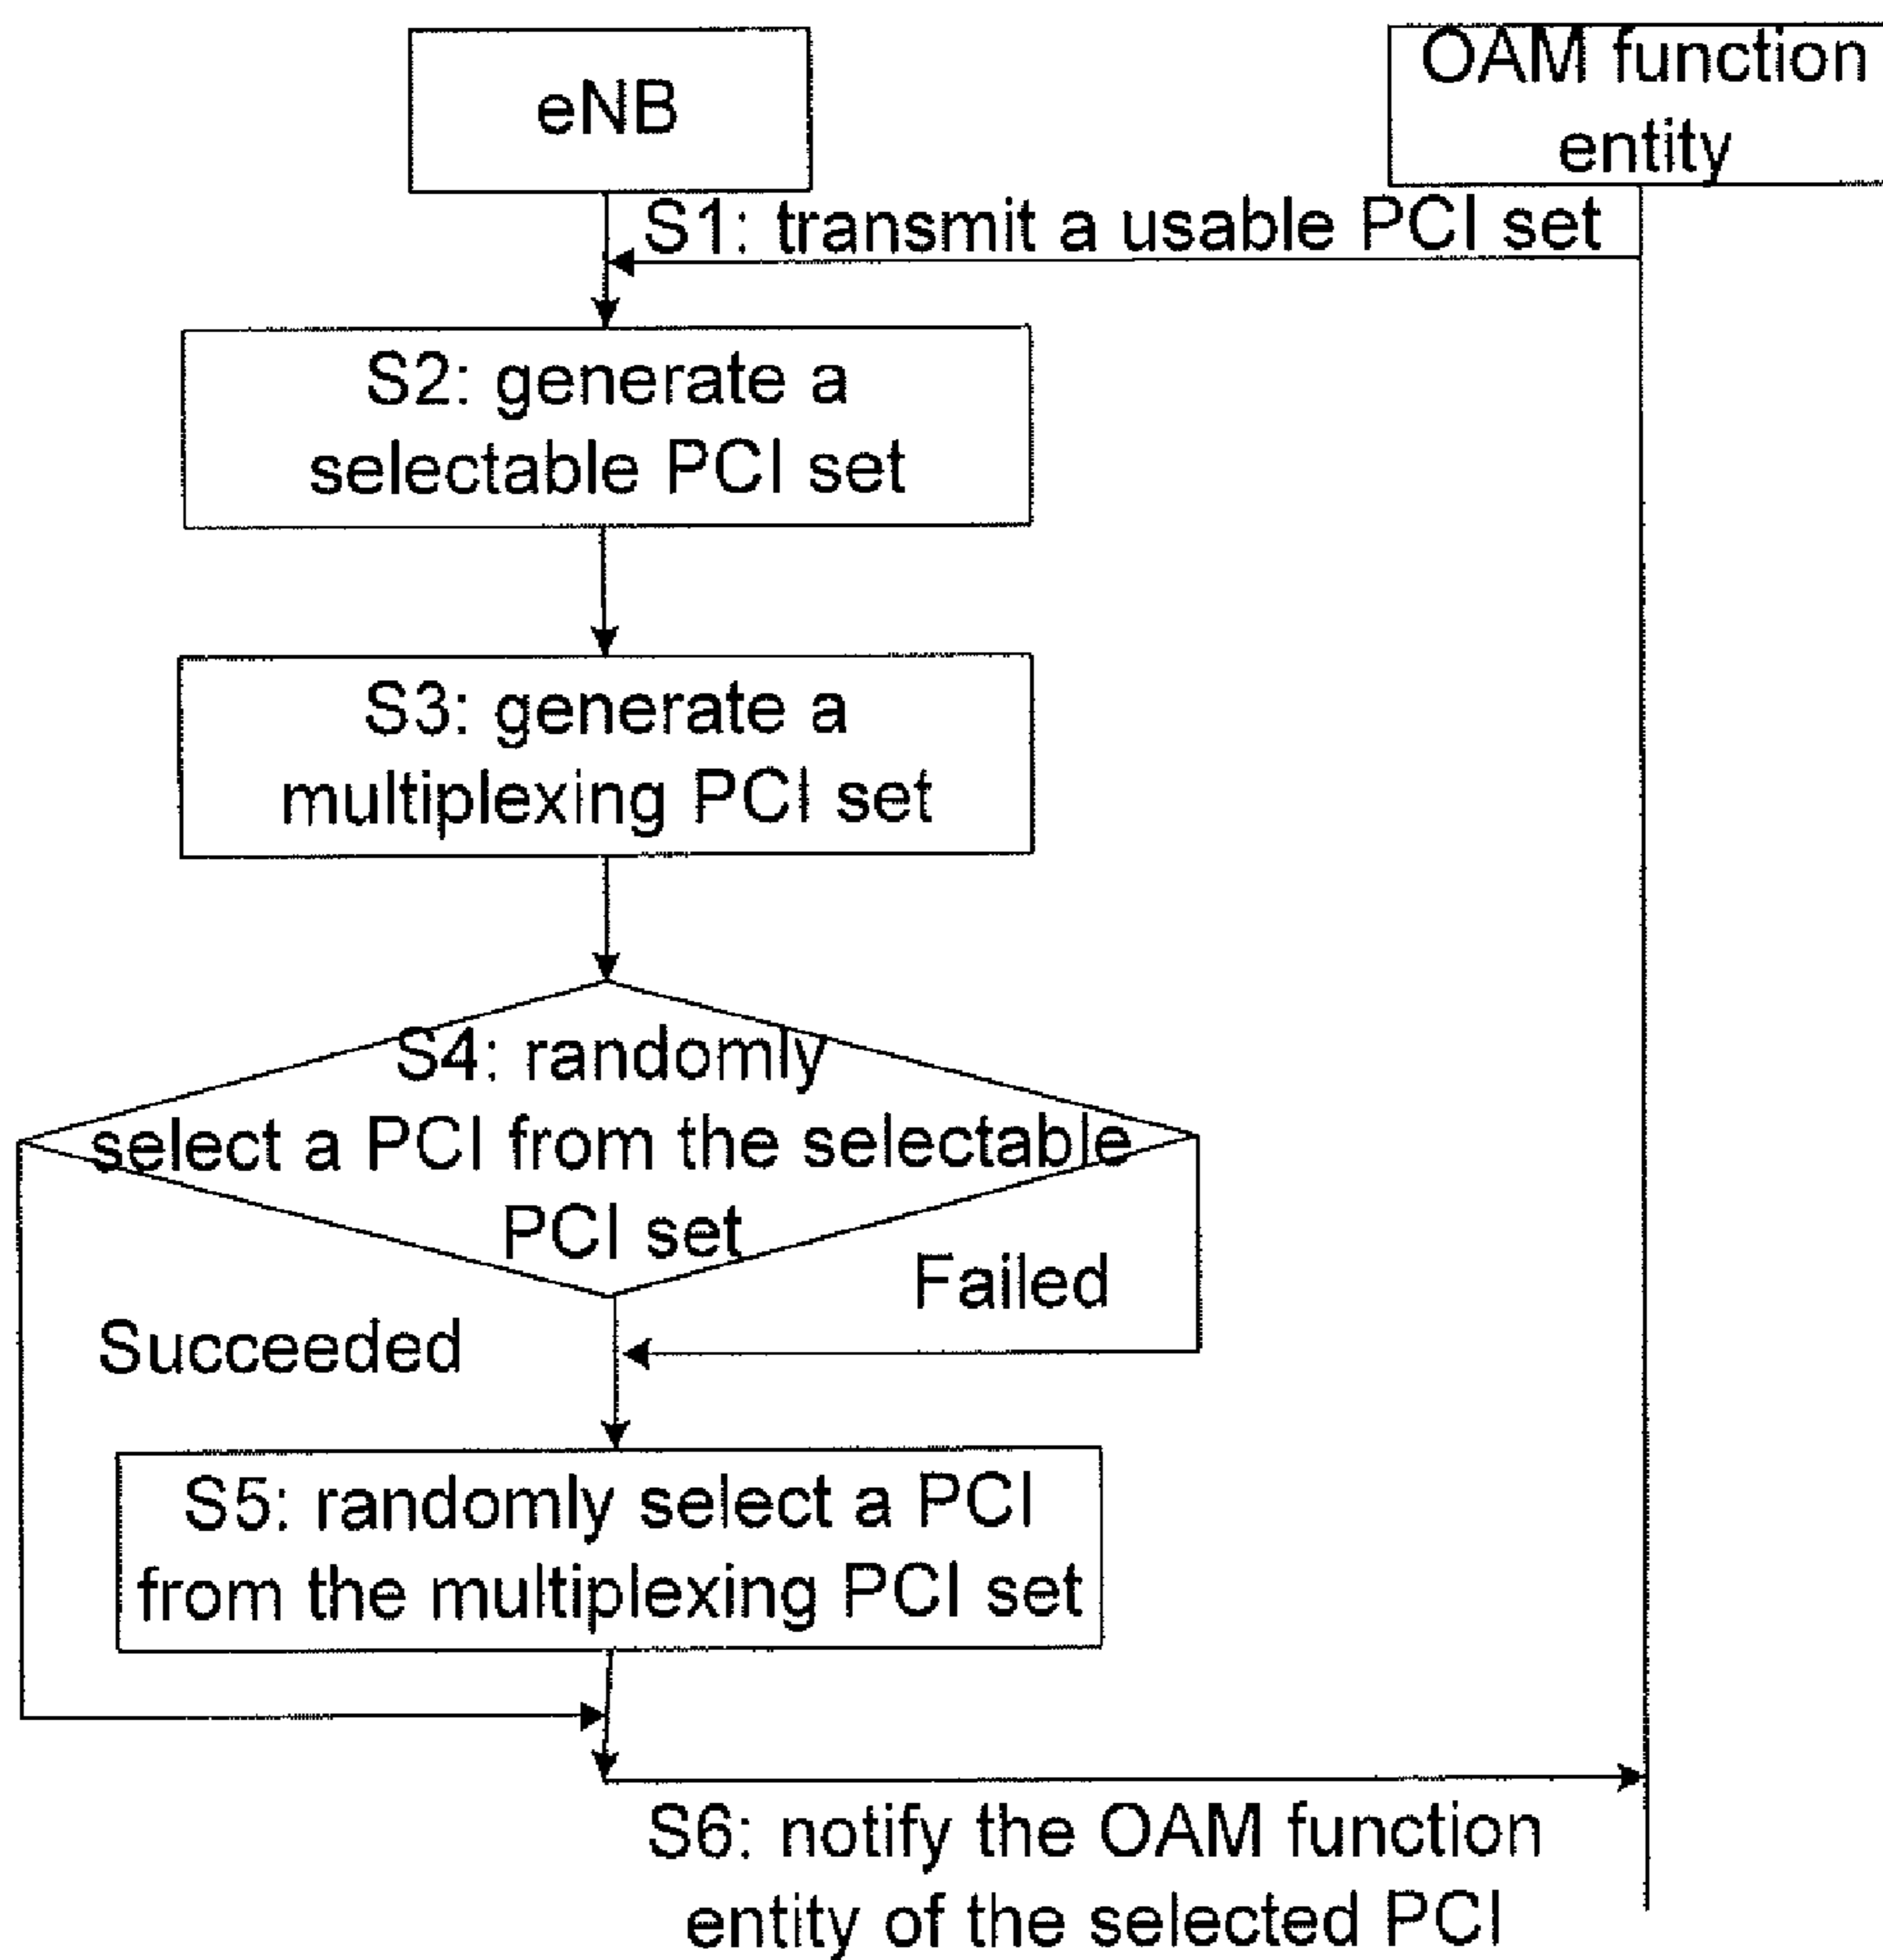 eNB
OAM function
entity
S1: transmit a usable PCI set
S2: generate a
selectable PCI set
S3: generate a
multiplexing PCI set
S4: randomly
select a PCI from the selectable
PCI set
Failed
Succeeded
S5: randomly select a PCI
from the multiplexing PCI set
S6: notify the OAM function
entity of the selected PCI